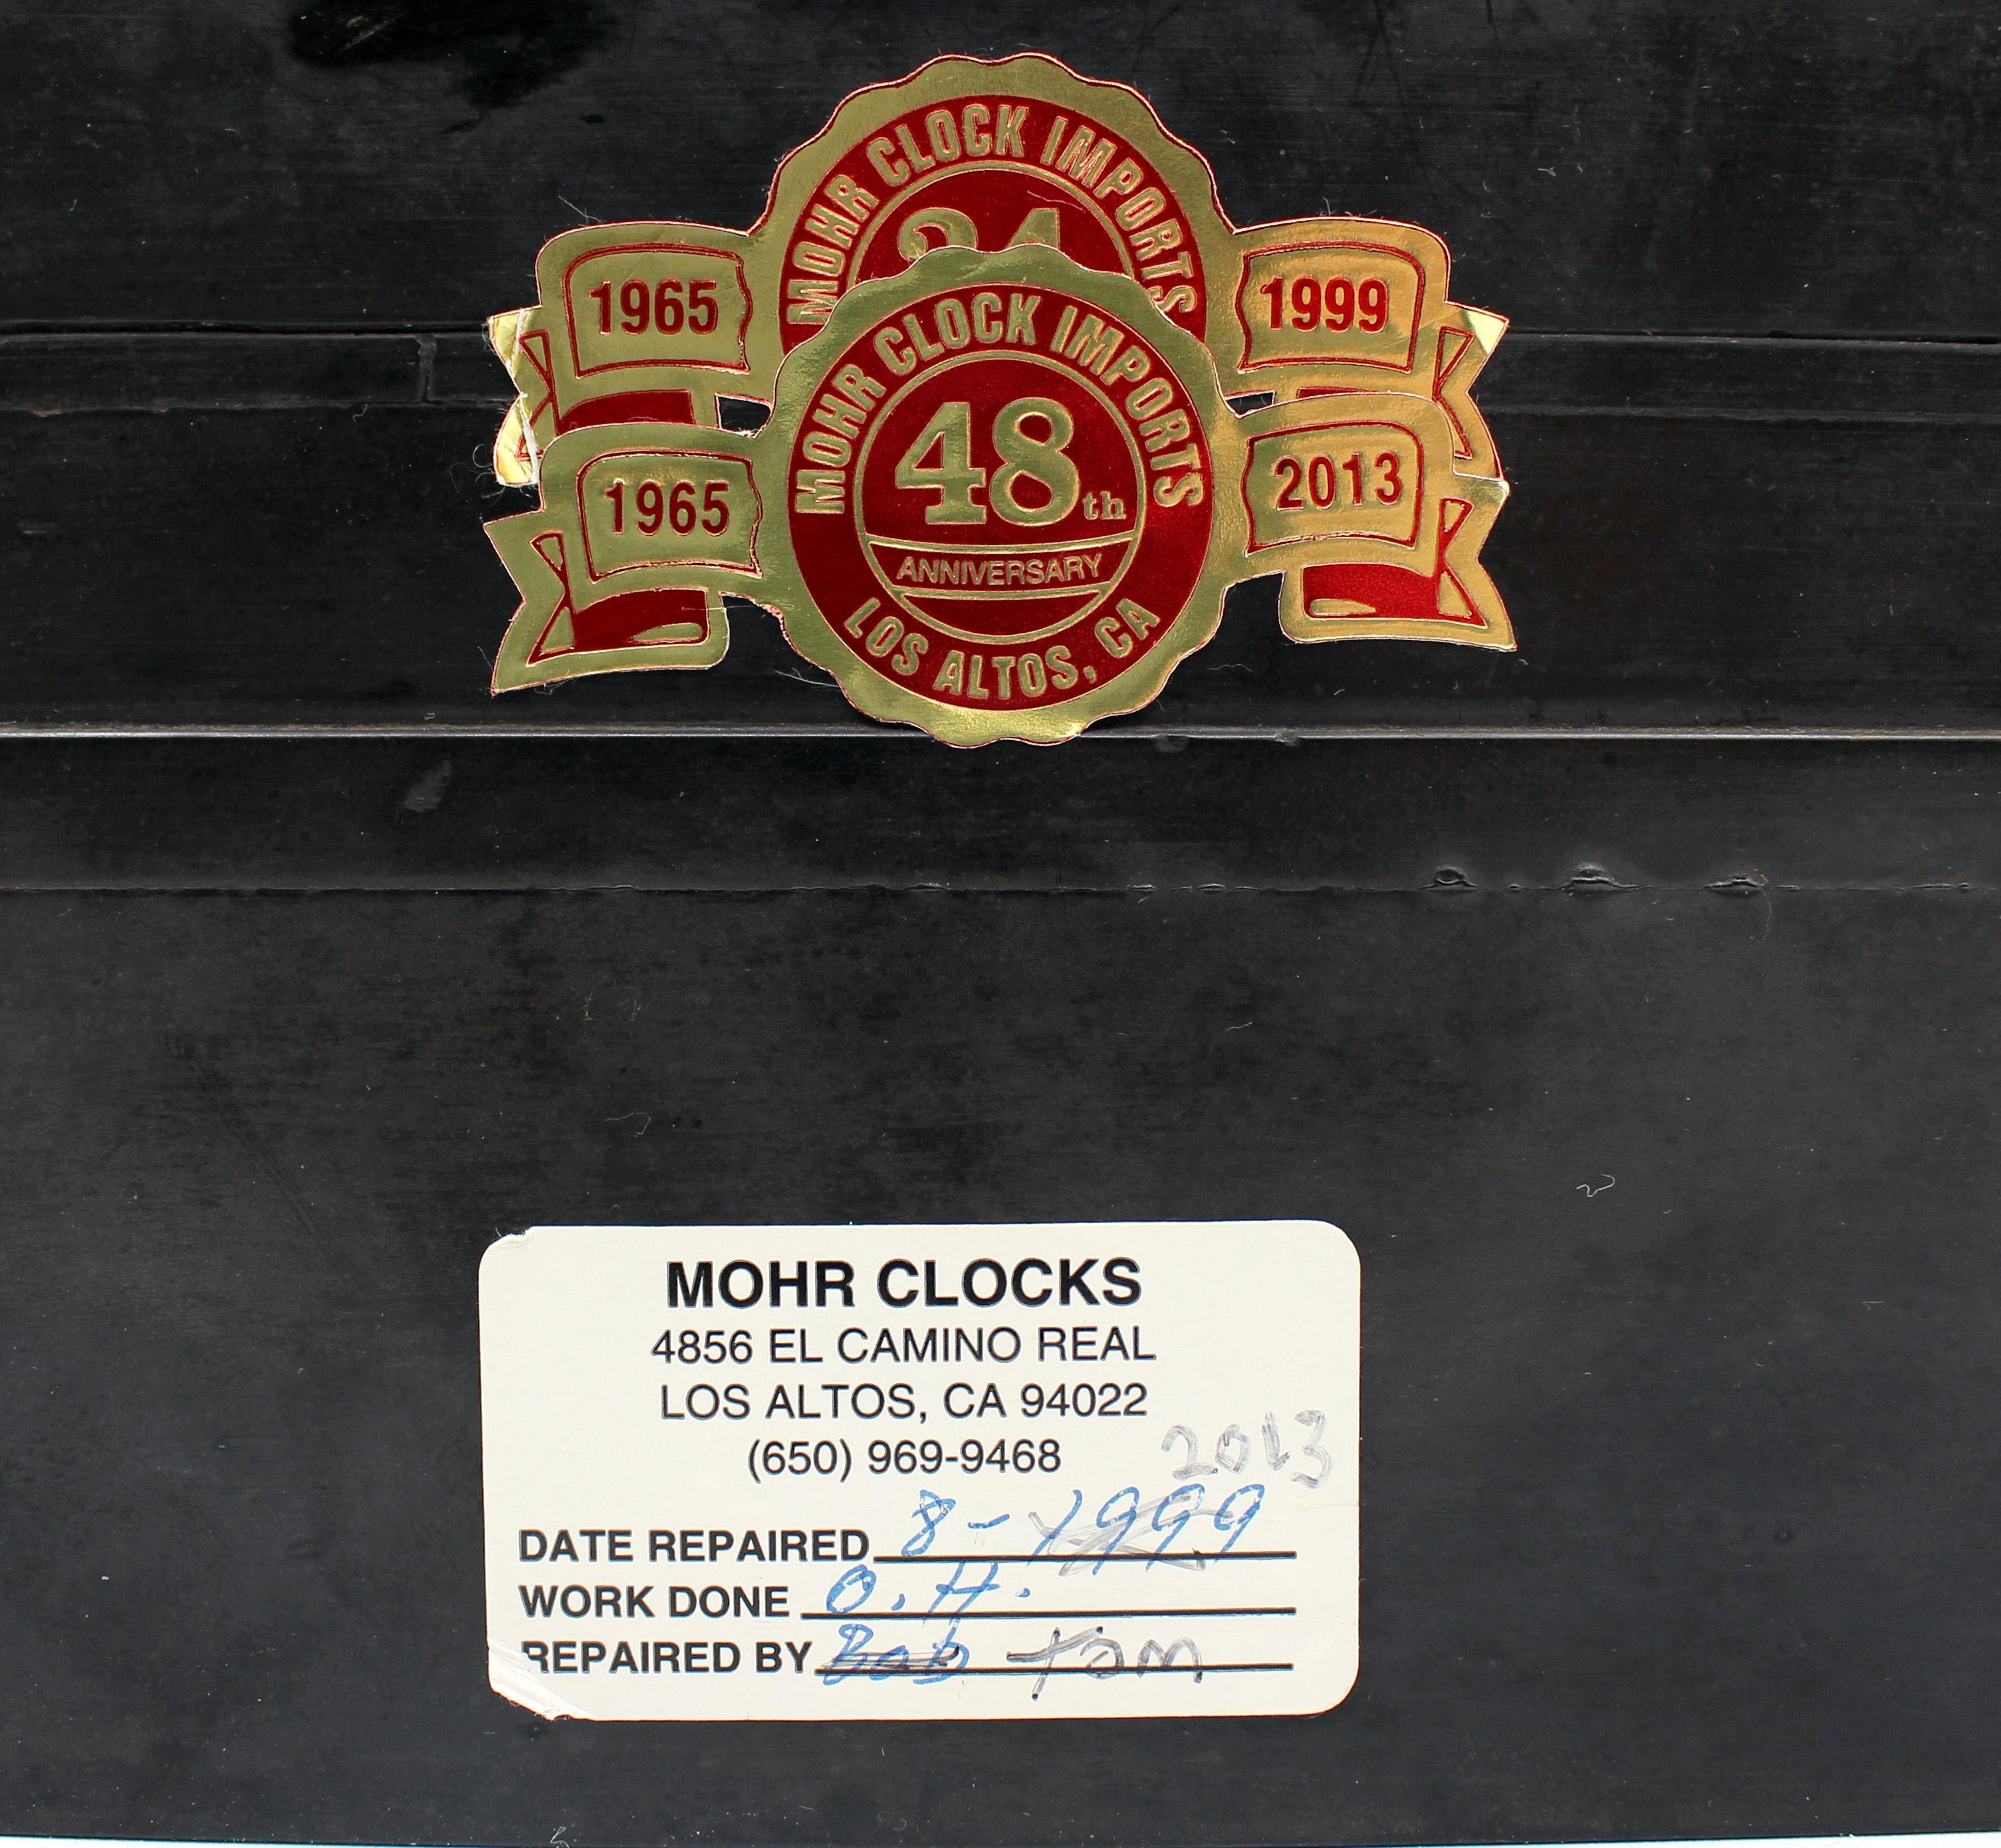 MOHR CLOCK IMPORTS
34
1965
1999
MOHR CLOCK IMPORTS
1965
48th
2013
ANNIVERSARY
LOS ALTOS, CA
MOHR CLOCKS
4856 EL CAMINO REAL
LOS ALTOS, CA 94022
(650) 969-9468
2013
DATE REPAIRED 8-1999
WORK DONE O.H.
REPAIRED BY Bob Tom